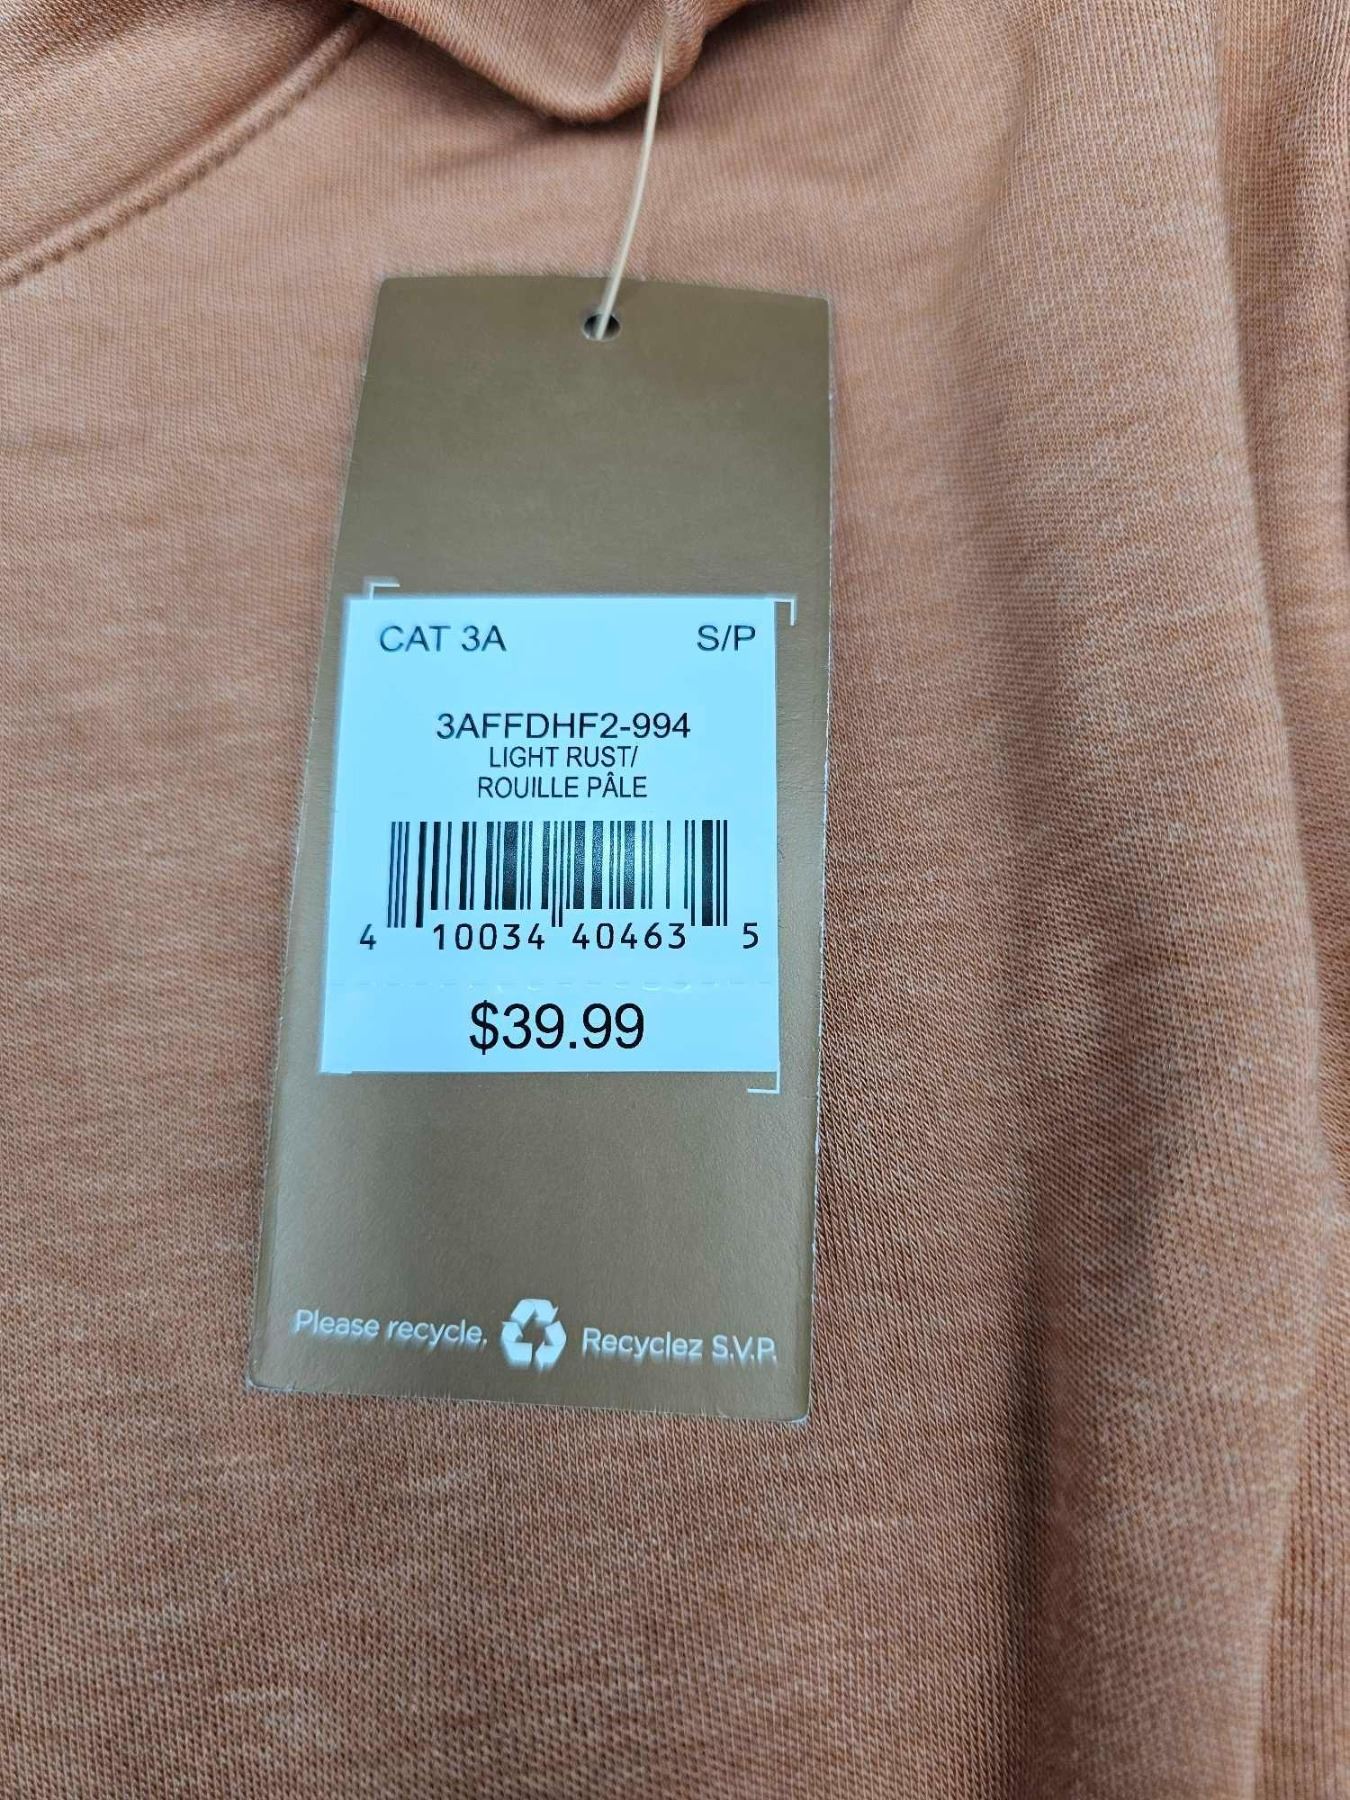 CAT 3A S/P
3AFFDHF2-994
LIGHT RUST/
ROUILLE PÂLE
4 10034 40463 5
$39.99
Please recycle. Recyclez S.V.P.